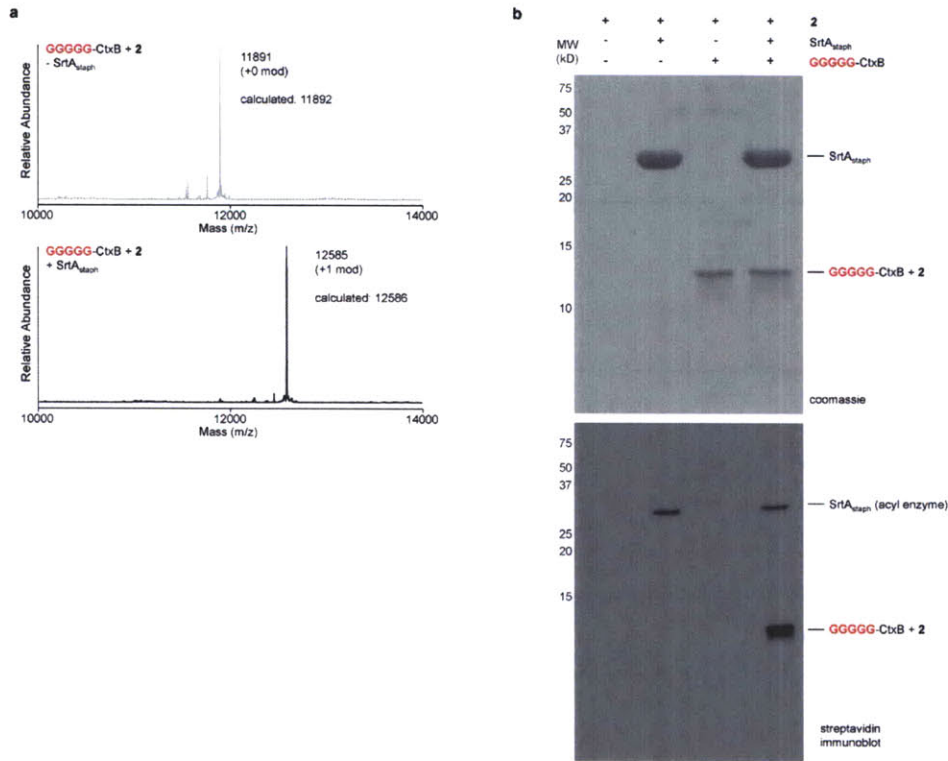 a
GGGGG-CtxB + 2
- SrtAstaph
11891
(+0 mod)
calculated: 11892
Relative Abundance
10000 12000 14000
Mass (m/z)
GGGGG-CtxB + 2
+ SrtAstaph
12585
(+1 mod)
calculated: 12586
Relative Abundance
10000 12000 14000
Mass (m/z)
b
+ + + + 2
- + - + SrtAstaph
- - + + GGGGG-CtxB
MW
(kD)
75
50
37
25
20
15
10
SrtAstaph
GGGGG-CtxB + 2
coomassie
75
50
37
25
20
15
SrtAstaph (acyl enzyme)
GGGGG-CtxB + 2
streptavidin
immunoblot